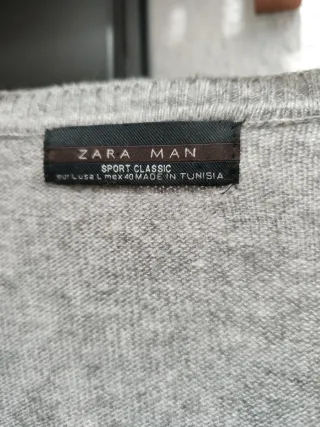 ZARA MAN
SPORT CLASSIC
eur L usa L mex 40 MADE IN TUNISIA